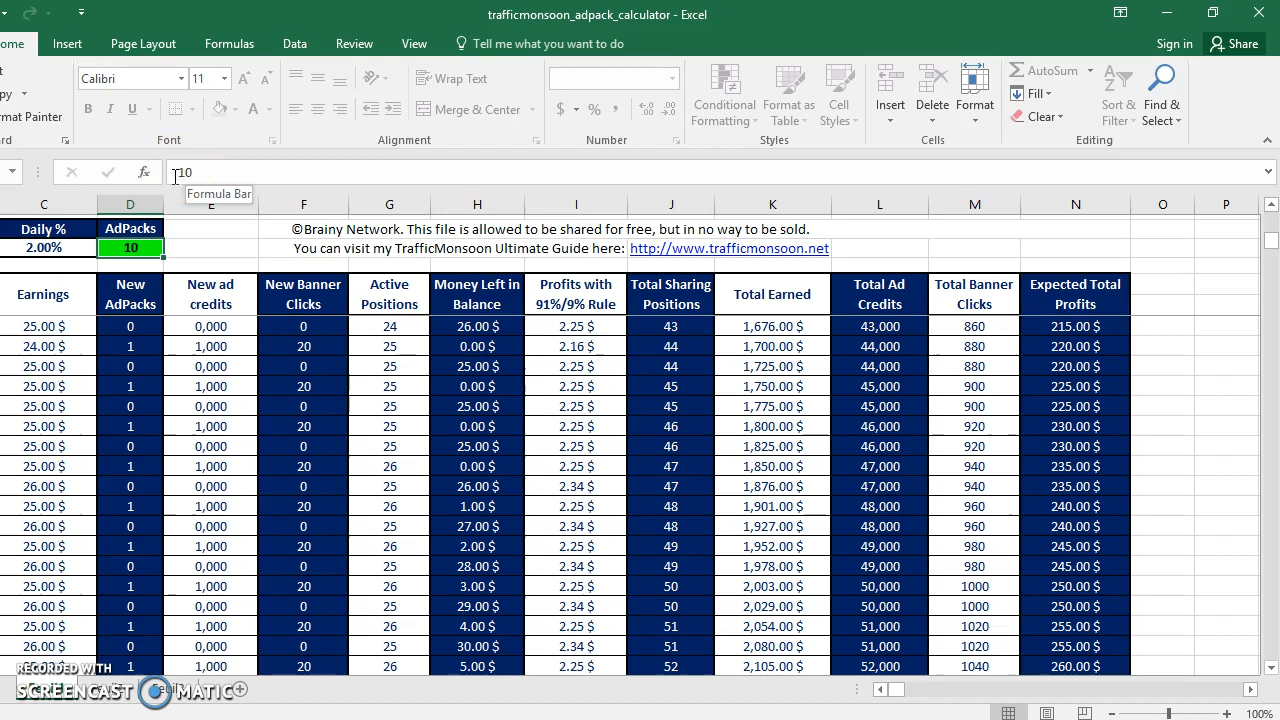 trafficmonsoon_adpack_calculator - Excel
ome Insert Page Layout Formulas Data Review View Tell me what you want to do Sign in Share
Calibri 11 Wrap Text AutoSum
py Conditional Format as Cell Insert Delete Format Fill Sort & Find &
rmat Painter B I U A Merge & Center $ % Formatting Table Styles Clear Filter Select
rd Font Alignment Number Styles Cells Editing
fx 10
Formula Bar
C D E F G H I J K L M N O P
Daily % AdPacks ©Brainy Network. This file is allowed to be shared for free, but in no way to be sold.
2.00% 10 You can visit my TrafficMonsoon Ultimate Guide here: http://www.trafficmonsoon.net
Earnings New AdPacks New ad credits New Banner Clicks Active Positions Money Left in Balance Profits with 91%/9% Rule Total Sharing Positions Total Earned Total Ad Credits Total Banner Clicks Expected Total Profits
25.00 $ 0 0,000 0 24 26.00 $ 2.25 $ 43 1,676.00 $ 43,000 860 215.00 $
24.00 $ 1 1,000 20 25 0.00 $ 2.16 $ 44 1,700.00 $ 44,000 880 220.00 $
25.00 $ 0 0,000 0 25 25.00 $ 2.25 $ 44 1,725.00 $ 44,000 880 220.00 $
25.00 $ 1 1,000 20 25 0.00 $ 2.25 $ 45 1,750.00 $ 45,000 900 225.00 $
25.00 $ 0 0,000 0 25 25.00 $ 2.25 $ 45 1,775.00 $ 45,000 900 225.00 $
25.00 $ 1 1,000 20 25 0.00 $ 2.25 $ 46 1,800.00 $ 46,000 920 230.00 $
25.00 $ 0 0,000 0 25 25.00 $ 2.25 $ 46 1,825.00 $ 46,000 920 230.00 $
25.00 $ 1 1,000 20 26 0.00 $ 2.25 $ 47 1,850.00 $ 47,000 940 235.00 $
26.00 $ 0 0,000 0 25 26.00 $ 2.34 $ 47 1,876.00 $ 47,000 940 235.00 $
25.00 $ 1 1,000 20 26 1.00 $ 2.25 $ 48 1,901.00 $ 48,000 960 240.00 $
26.00 $ 0 0,000 0 25 27.00 $ 2.34 $ 48 1,927.00 $ 48,000 960 240.00 $
25.00 $ 1 1,000 20 26 2.00 $ 2.25 $ 49 1,952.00 $ 49,000 980 245.00 $
26.00 $ 0 0,000 0 25 28.00 $ 2.34 $ 49 1,978.00 $ 49,000 980 245.00 $
25.00 $ 1 1,000 20 26 3.00 $ 2.25 $ 50 2,003.00 $ 50,000 1000 250.00 $
26.00 $ 0 0,000 0 25 29.00 $ 2.34 $ 50 2,029.00 $ 50,000 1000 250.00 $
25.00 $ 1 1,000 20 26 4.00 $ 2.25 $ 51 2,054.00 $ 51,000 1020 255.00 $
26.00 $ 0 0,000 0 25 30.00 $ 2.34 $ 51 2,080.00 $ 51,000 1020 255.00 $
1 1,000 20 26 5.00 $ 2.25 $ 52 2,105.00 $ 52,000 1040 260.00 $
RECORDED WITH
SCREENCAST MATIC
100%